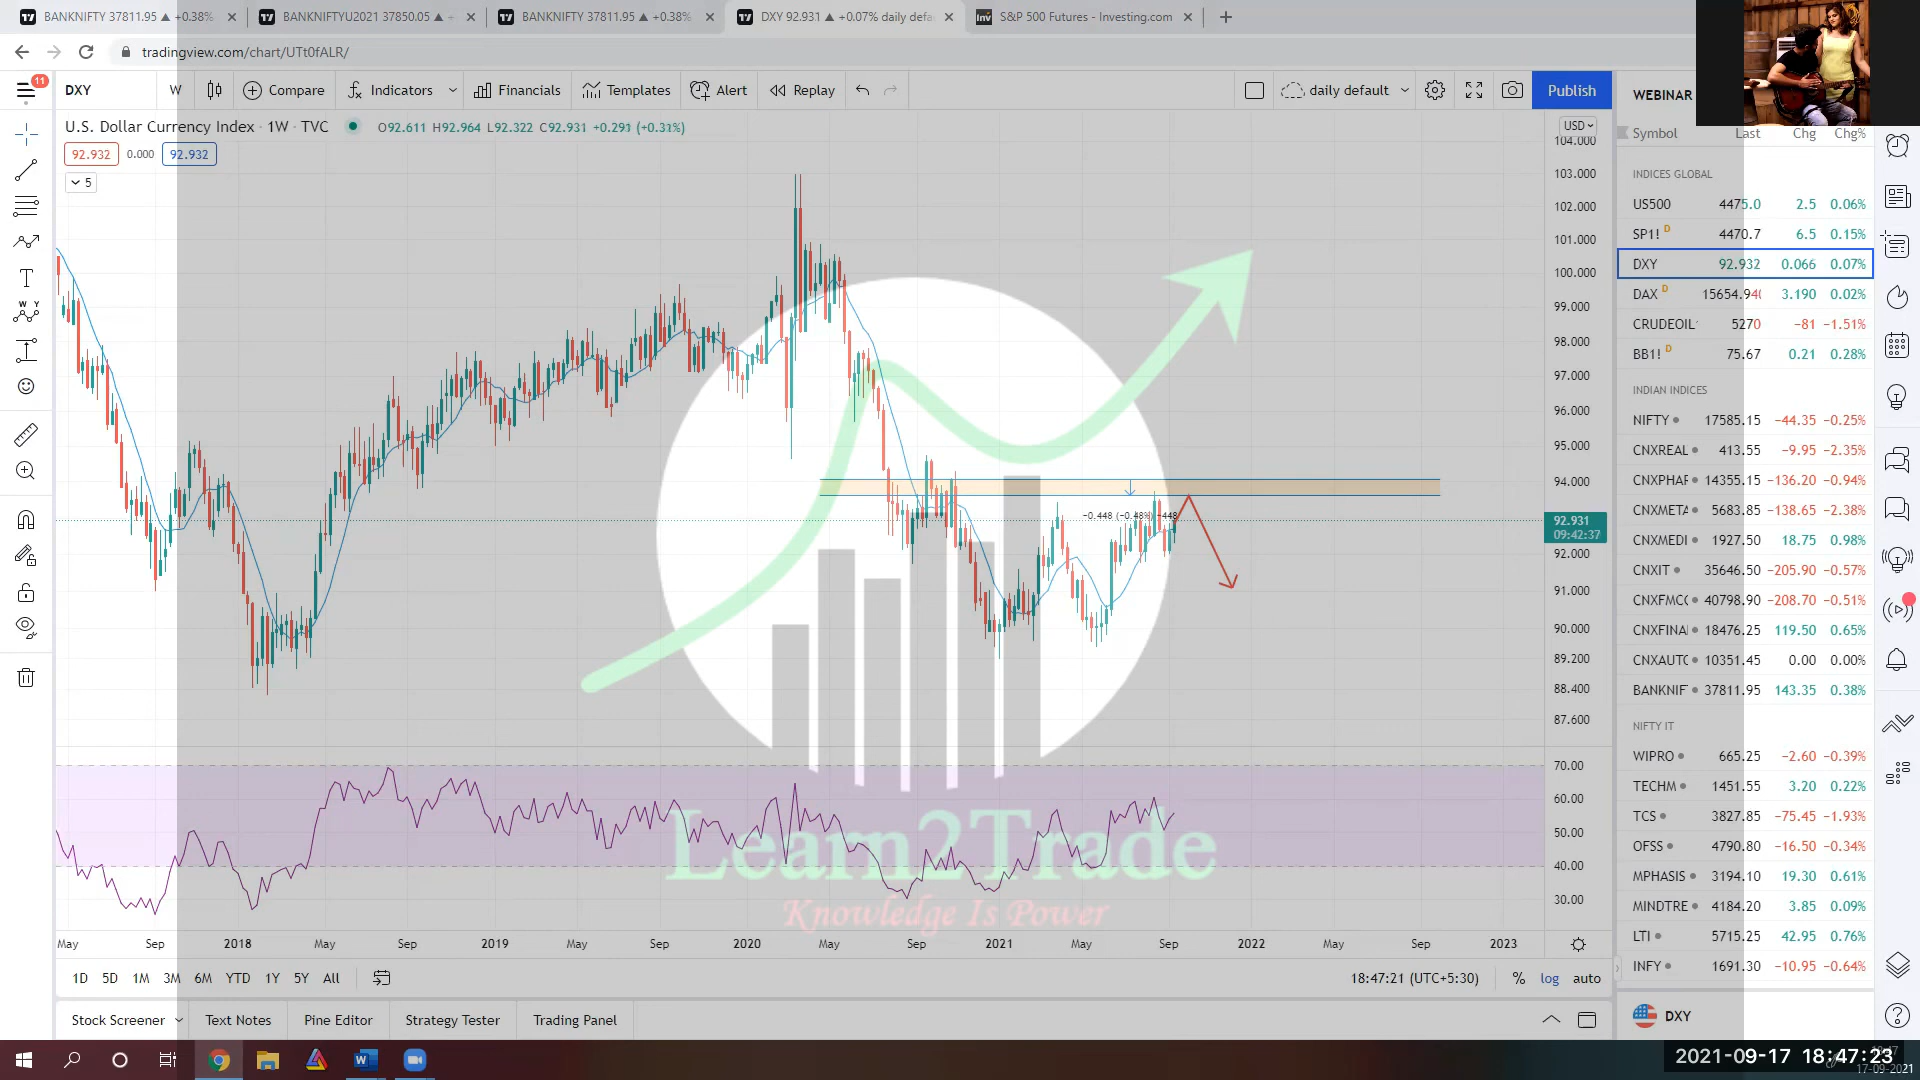 BANKNIFTY 37811.95 ▲ +0.38%
BANKNIFTYU2021 37850.05 ▲ +
BANKNIFTY 37811.95 ▲ +0.38%
DXY 92.931 ▲ +0.07% daily defa
S&P 500 Futures - Investing.com
tradingview.com/chart/UTt0fALR/
11
DXY W Compare Indicators Financials Templates Alert Replay daily default Publish
U.S. Dollar Currency Index · 1W · TVC O92.611 H92.964 L92.322 C92.931 +0.291 (+0.31%)
92.932 0.000 92.932
5
USD
104.000
103.000
102.000
101.000
100.000
99.000
98.000
97.000
96.000
95.000
94.000
92.931
09:42:37
92.000
91.000
90.000
89.200
88.400
87.600
70.00
60.00
50.00
40.00
30.00
−0.448 (−0.48%) −448
Learn2Trade
Knowledge Is Power
May Sep 2018 May Sep 2019 May Sep 2020 May Sep 2021 May Sep 2022 May Sep 2023
1D 5D 1M 3M 6M YTD 1Y 5Y All
18:47:21 (UTC+5:30) % log auto
Stock Screener Text Notes Pine Editor Strategy Tester Trading Panel
WEBINAR
Symbol Last Chg Chg%
INDICES GLOBAL
US500 4475.0 2.5 0.06%
SP1! D 4470.7 6.5 0.15%
DXY 92.932 0.066 0.07%
DAX D 15654.940 3.190 0.02%
CRUDEOIL 5270 −81 −1.51%
BB1! D 75.67 0.21 0.28%
INDIAN INDICES
NIFTY 17585.15 −44.35 −0.25%
CNXREAL 413.55 −9.95 −2.35%
CNXPHAR 14355.15 −136.20 −0.94%
CNXMETA 5683.85 −138.65 −2.38%
CNXMEDI 1927.50 18.75 0.98%
CNXIT 35646.50 −205.90 −0.57%
CNXFMCG 40798.90 −208.70 −0.51%
CNXFINAI 18476.25 119.50 0.65%
CNXAUTO 10351.45 0.00 0.00%
BANKNIF 37811.95 143.35 0.38%
NIFTY IT
WIPRO 665.25 −2.60 −0.39%
TECHM 1451.55 3.20 0.22%
TCS 3827.85 −75.45 −1.93%
OFSS 4790.80 −16.50 −0.34%
MPHASIS 3194.10 19.30 0.61%
MINDTRE 4184.20 3.85 0.09%
LTI 5715.25 42.95 0.76%
INFY 1691.30 −10.95 −0.64%
DXY
2021-09-17 18:47:23
17-09-2021